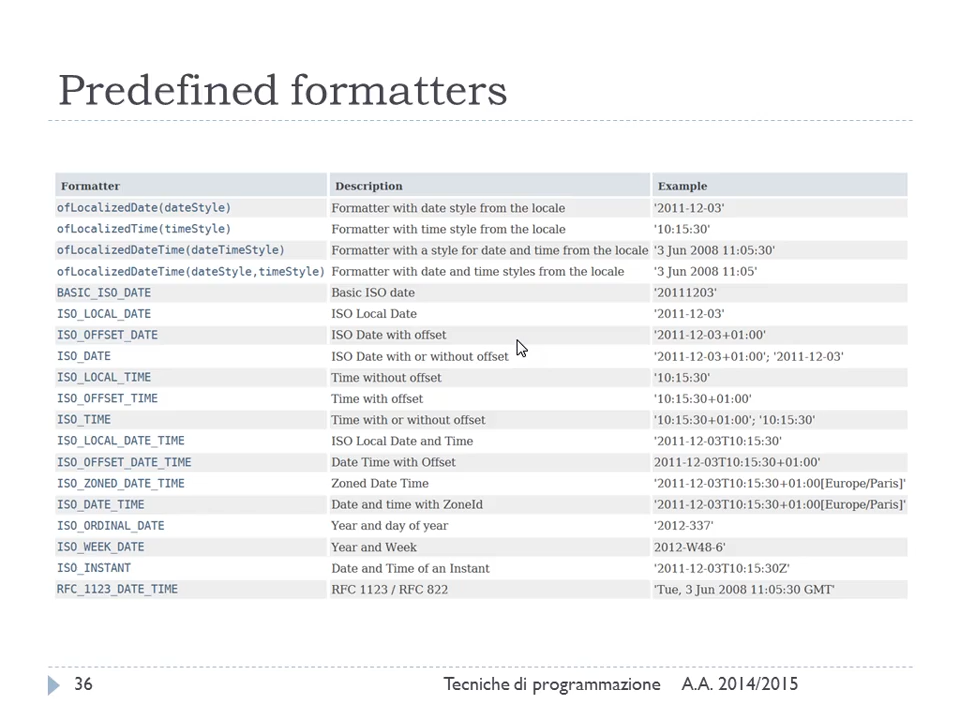 Predefined formatters
Formatter Description Example
ofLocalizedDate(dateStyle) Formatter with date style from the locale '2011-12-03'
ofLocalizedTime(timeStyle) Formatter with time style from the locale '10:15:30'
ofLocalizedDateTime(dateTimeStyle) Formatter with a style for date and time from the locale '3 Jun 2008 11:05:30'
ofLocalizedDateTime(dateStyle,timeStyle) Formatter with date and time styles from the locale '3 Jun 2008 11:05'
BASIC_ISO_DATE Basic ISO date '20111203'
ISO_LOCAL_DATE ISO Local Date '2011-12-03'
ISO_OFFSET_DATE ISO Date with offset '2011-12-03+01:00'
ISO_DATE ISO Date with or without offset '2011-12-03+01:00'; '2011-12-03'
ISO_LOCAL_TIME Time without offset '10:15:30'
ISO_OFFSET_TIME Time with offset '10:15:30+01:00'
ISO_TIME Time with or without offset '10:15:30+01:00'; '10:15:30'
ISO_LOCAL_DATE_TIME ISO Local Date and Time '2011-12-03T10:15:30'
ISO_OFFSET_DATE_TIME Date Time with Offset 2011-12-03T10:15:30+01:00'
ISO_ZONED_DATE_TIME Zoned Date Time '2011-12-03T10:15:30+01:00[Europe/Paris]'
ISO_DATE_TIME Date and time with ZoneId '2011-12-03T10:15:30+01:00[Europe/Paris]'
ISO_ORDINAL_DATE Year and day of year '2012-337'
ISO_WEEK_DATE Year and Week 2012-W48-6'
ISO_INSTANT Date and Time of an Instant '2011-12-03T10:15:30Z'
RFC_1123_DATE_TIME RFC 1123 / RFC 822 'Tue, 3 Jun 2008 11:05:30 GMT'
36 Tecniche di programmazione A.A. 2014/2015